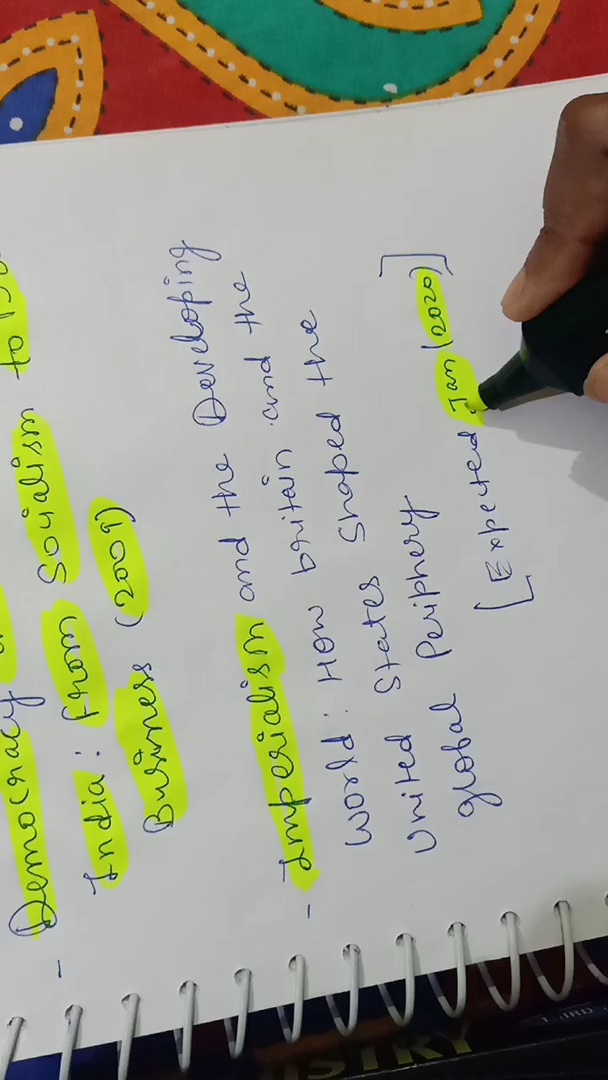 - Democracy
India: from Socialism to
Business (2009)
- Imperialism and the Developing
World: How britain and the
United States Shaped the
global Periphery
[Expected Jan 2020]